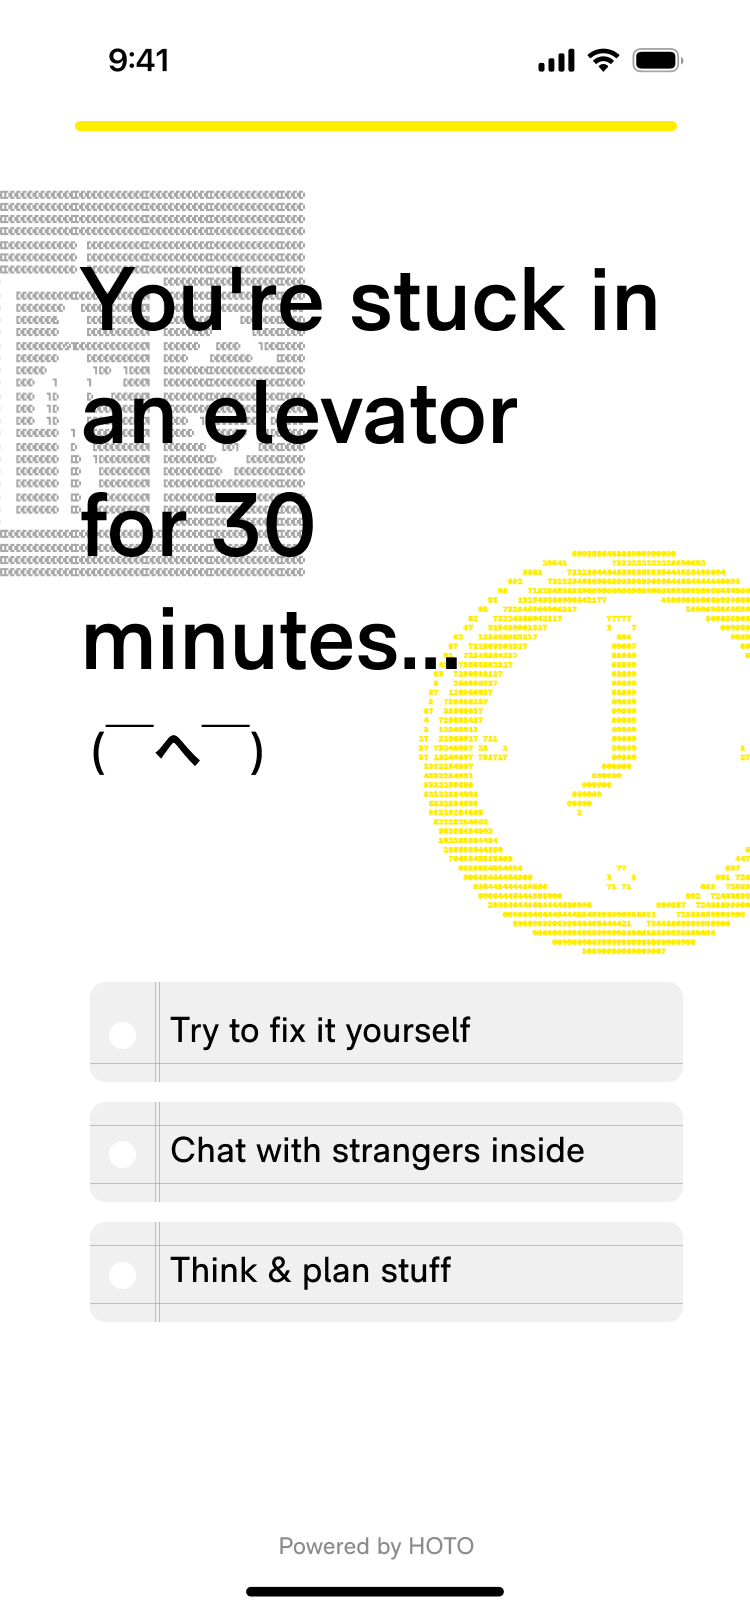 9:41
You're stuck in
an elevator
for 30
minutes...
(￣へ￣)
Try to fix it yourself
Chat with strangers inside
Think & plan stuff
Powered by HOTO